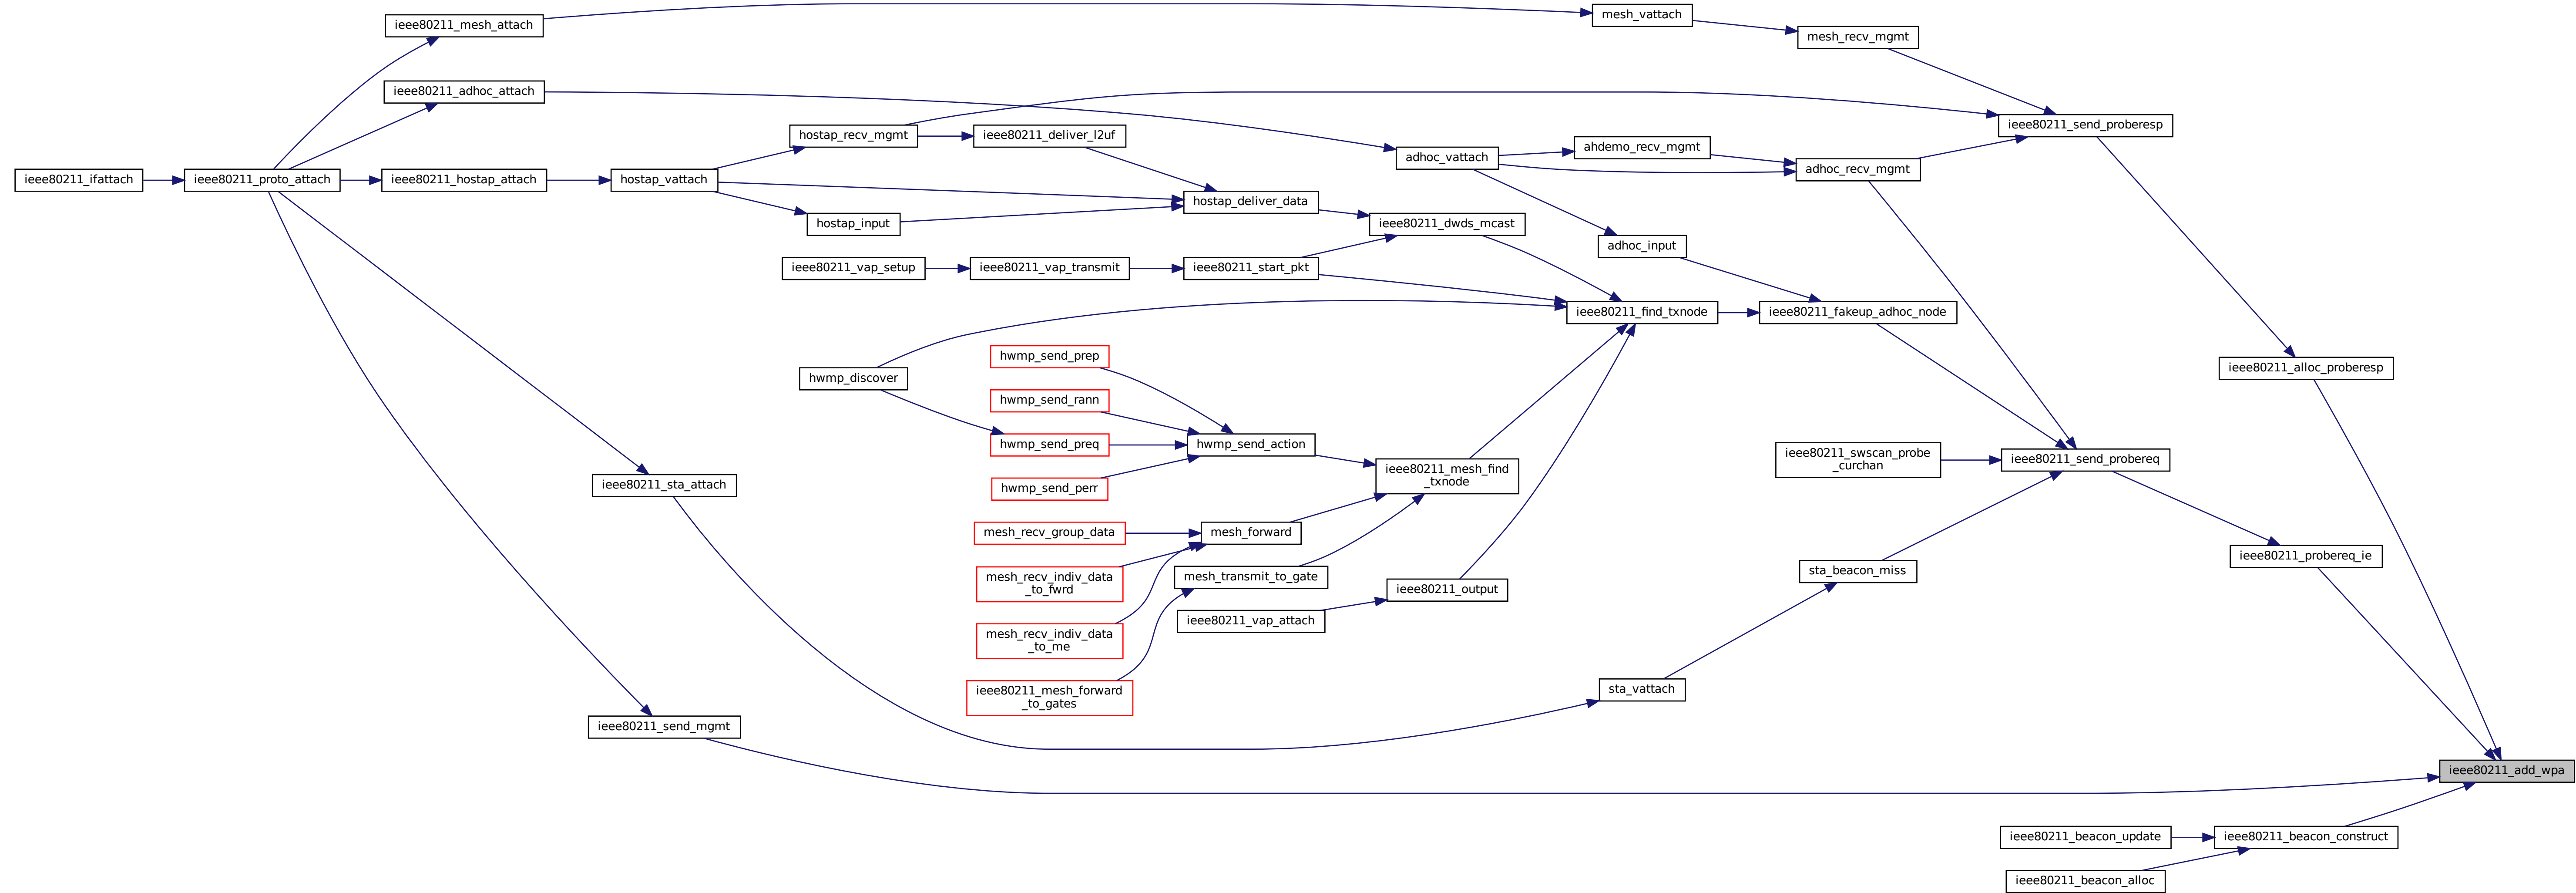 mesh_vattach
ieee80211_mesh_attach
mesh_recv_mgmt
ieee80211_adhoc_attach
ieee80211_send_proberesp
hostap_recv_mgmt
ieee80211_deliver_l2uf
ahdemo_recv_mgmt
adhoc_vattach
adhoc_recv_mgmt
ieee80211_ifattach
ieee80211_proto_attach
ieee80211_hostap_attach
hostap_vattach
hostap_deliver_data
hostap_input
ieee80211_dwds_mcast
adhoc_input
ieee80211_vap_setup
ieee80211_vap_transmit
ieee80211_start_pkt
ieee80211_find_txnode
ieee80211_fakeup_adhoc_node
hwmp_send_prep
ieee80211_alloc_proberesp
hwmp_discover
hwmp_send_rann
hwmp_send_preq
hwmp_send_action
ieee80211_swscan_probe
_curchan
ieee80211_send_probereq
ieee80211_mesh_find
_txnode
ieee80211_sta_attach
hwmp_send_perr
mesh_recv_group_data
mesh_forward
ieee80211_probereq_ie
mesh_recv_indiv_data
_to_fwrd
mesh_transmit_to_gate
sta_beacon_miss
ieee80211_output
ieee80211_vap_attach
mesh_recv_indiv_data
_to_me
ieee80211_mesh_forward
_to_gates
sta_vattach
ieee80211_send_mgmt
ieee80211_add_wpa
ieee80211_beacon_update
ieee80211_beacon_construct
ieee80211_beacon_alloc